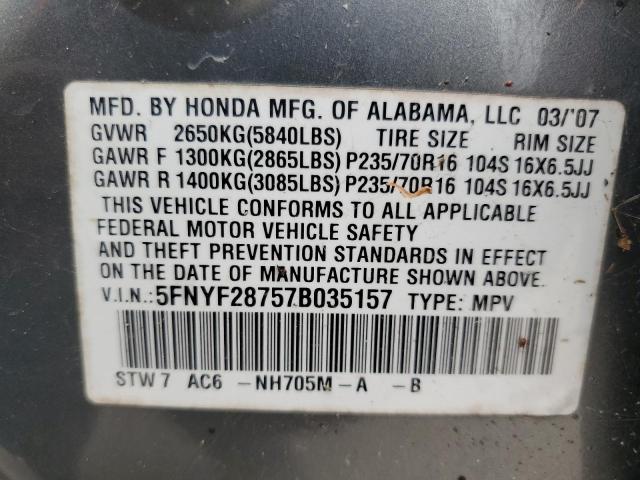 MFD. BY HONDA MFG. OF ALABAMA, LLC 03/'07
GVWR 2650KG(5840LBS) TIRE SIZE RIM SIZE
GAWR F 1300KG(2865LBS) P235/70R16 104S 16X6.5JJ
GAWR R 1400KG(3085LBS) P235/70R16 104S 16X6.5JJ
THIS VEHICLE CONFORMS TO ALL APPLICABLE
FEDERAL MOTOR VEHICLE SAFETY
AND THEFT PREVENTION STANDARDS IN EFFECT
ON THE DATE OF MANUFACTURE SHOWN ABOVE.
V.I.N.: 5FNYF28757B035157 TYPE: MPV
STW7 AC6 -NH705M-A -B